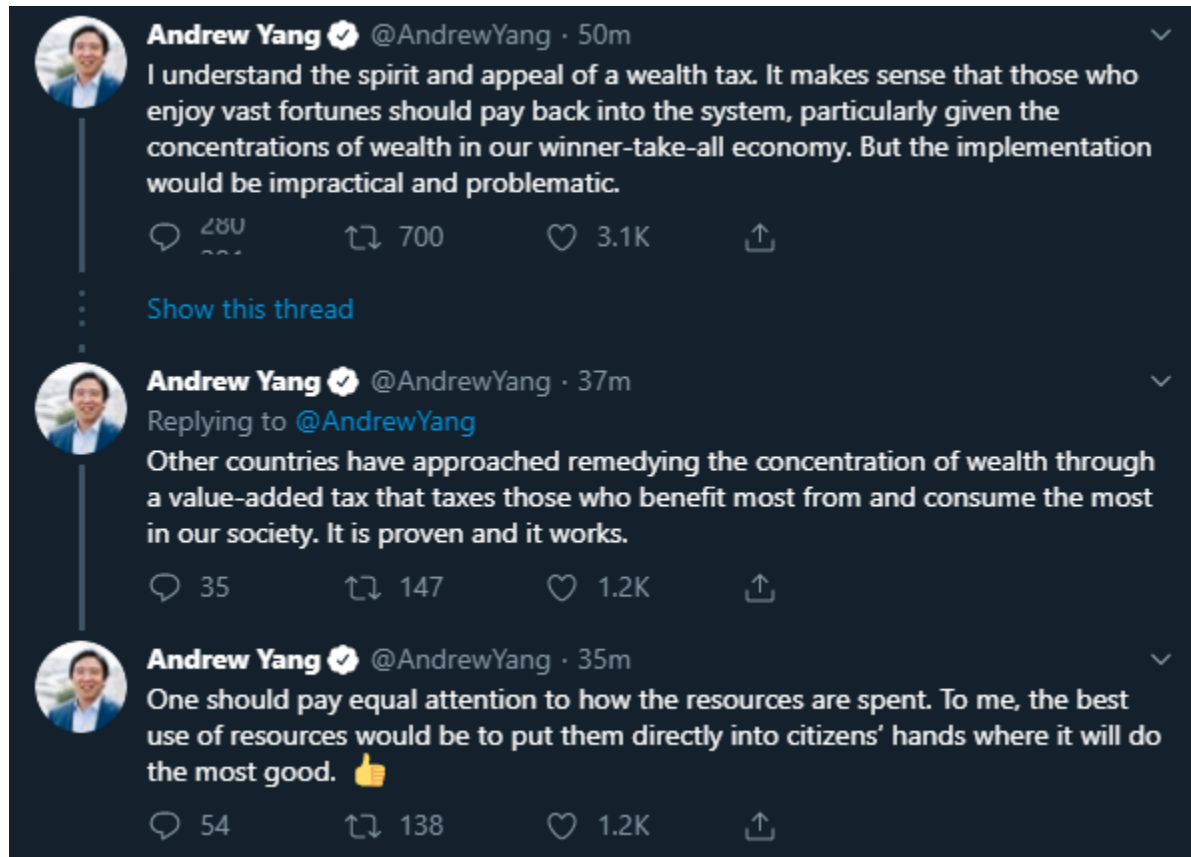 Andrew Yang @AndrewYang · 50m
I understand the spirit and appeal of a wealth tax. It makes sense that those who
enjoy vast fortunes should pay back into the system, particularly given the
concentrations of wealth in our winner-take-all economy. But the implementation
would be impractical and problematic.
280 700 3.1K
Show this thread
Andrew Yang @AndrewYang · 37m
Replying to @AndrewYang
Other countries have approached remedying the concentration of wealth through
a value-added tax that taxes those who benefit most from and consume the most
in our society. It is proven and it works.
35 147 1.2K
Andrew Yang @AndrewYang · 35m
One should pay equal attention to how the resources are spent. To me, the best
use of resources would be to put them directly into citizens’ hands where it will do
the most good. 👍
54 138 1.2K